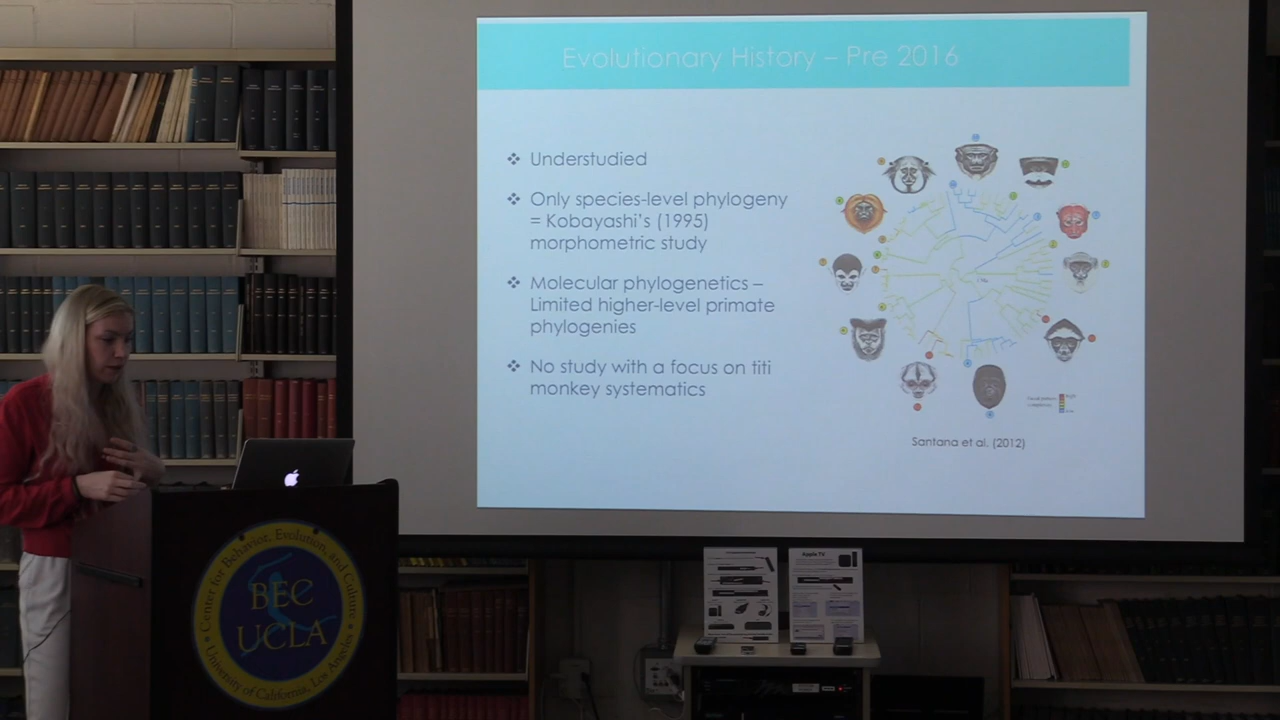 Evolutionary History – Pre 2016
❖ Understudied
❖ Only species-level phylogeny
= Kobayashi's (1995)
morphometric study
❖ Molecular phylogenetics –
Limited higher-level primate
phylogenies
❖ No study with a focus on titi
monkey systematics
Santana et al. (2012)
Center for Behavior, Evolution, and Culture
BEC
UCLA
University of California, Los Angeles
Apple TV